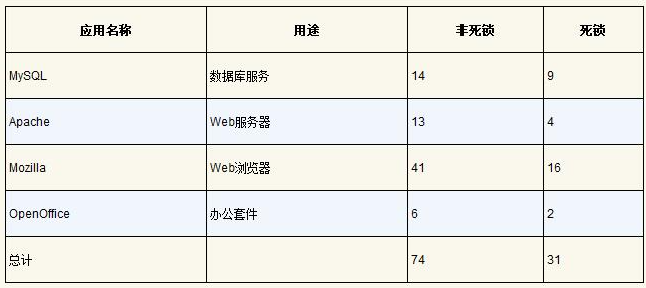 应用名称 用途 非死锁 死锁
MySQL 数据库服务 14 9
Apache Web服务器 13 4
Mozilla Web浏览器 41 16
OpenOffice 办公套件 6 2
总计 74 31